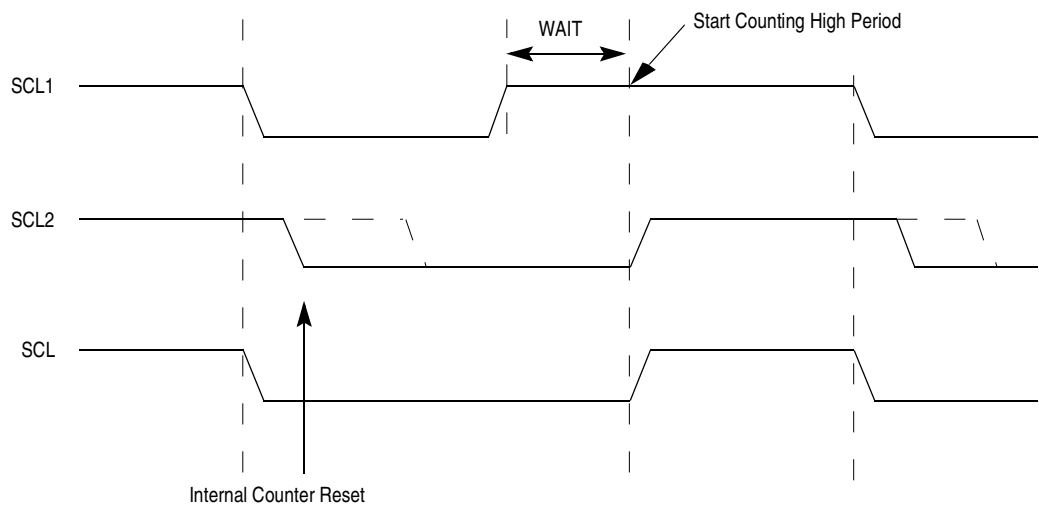 Start Counting High Period
WAIT
SCL1
SCL2
SCL
Internal Counter Reset